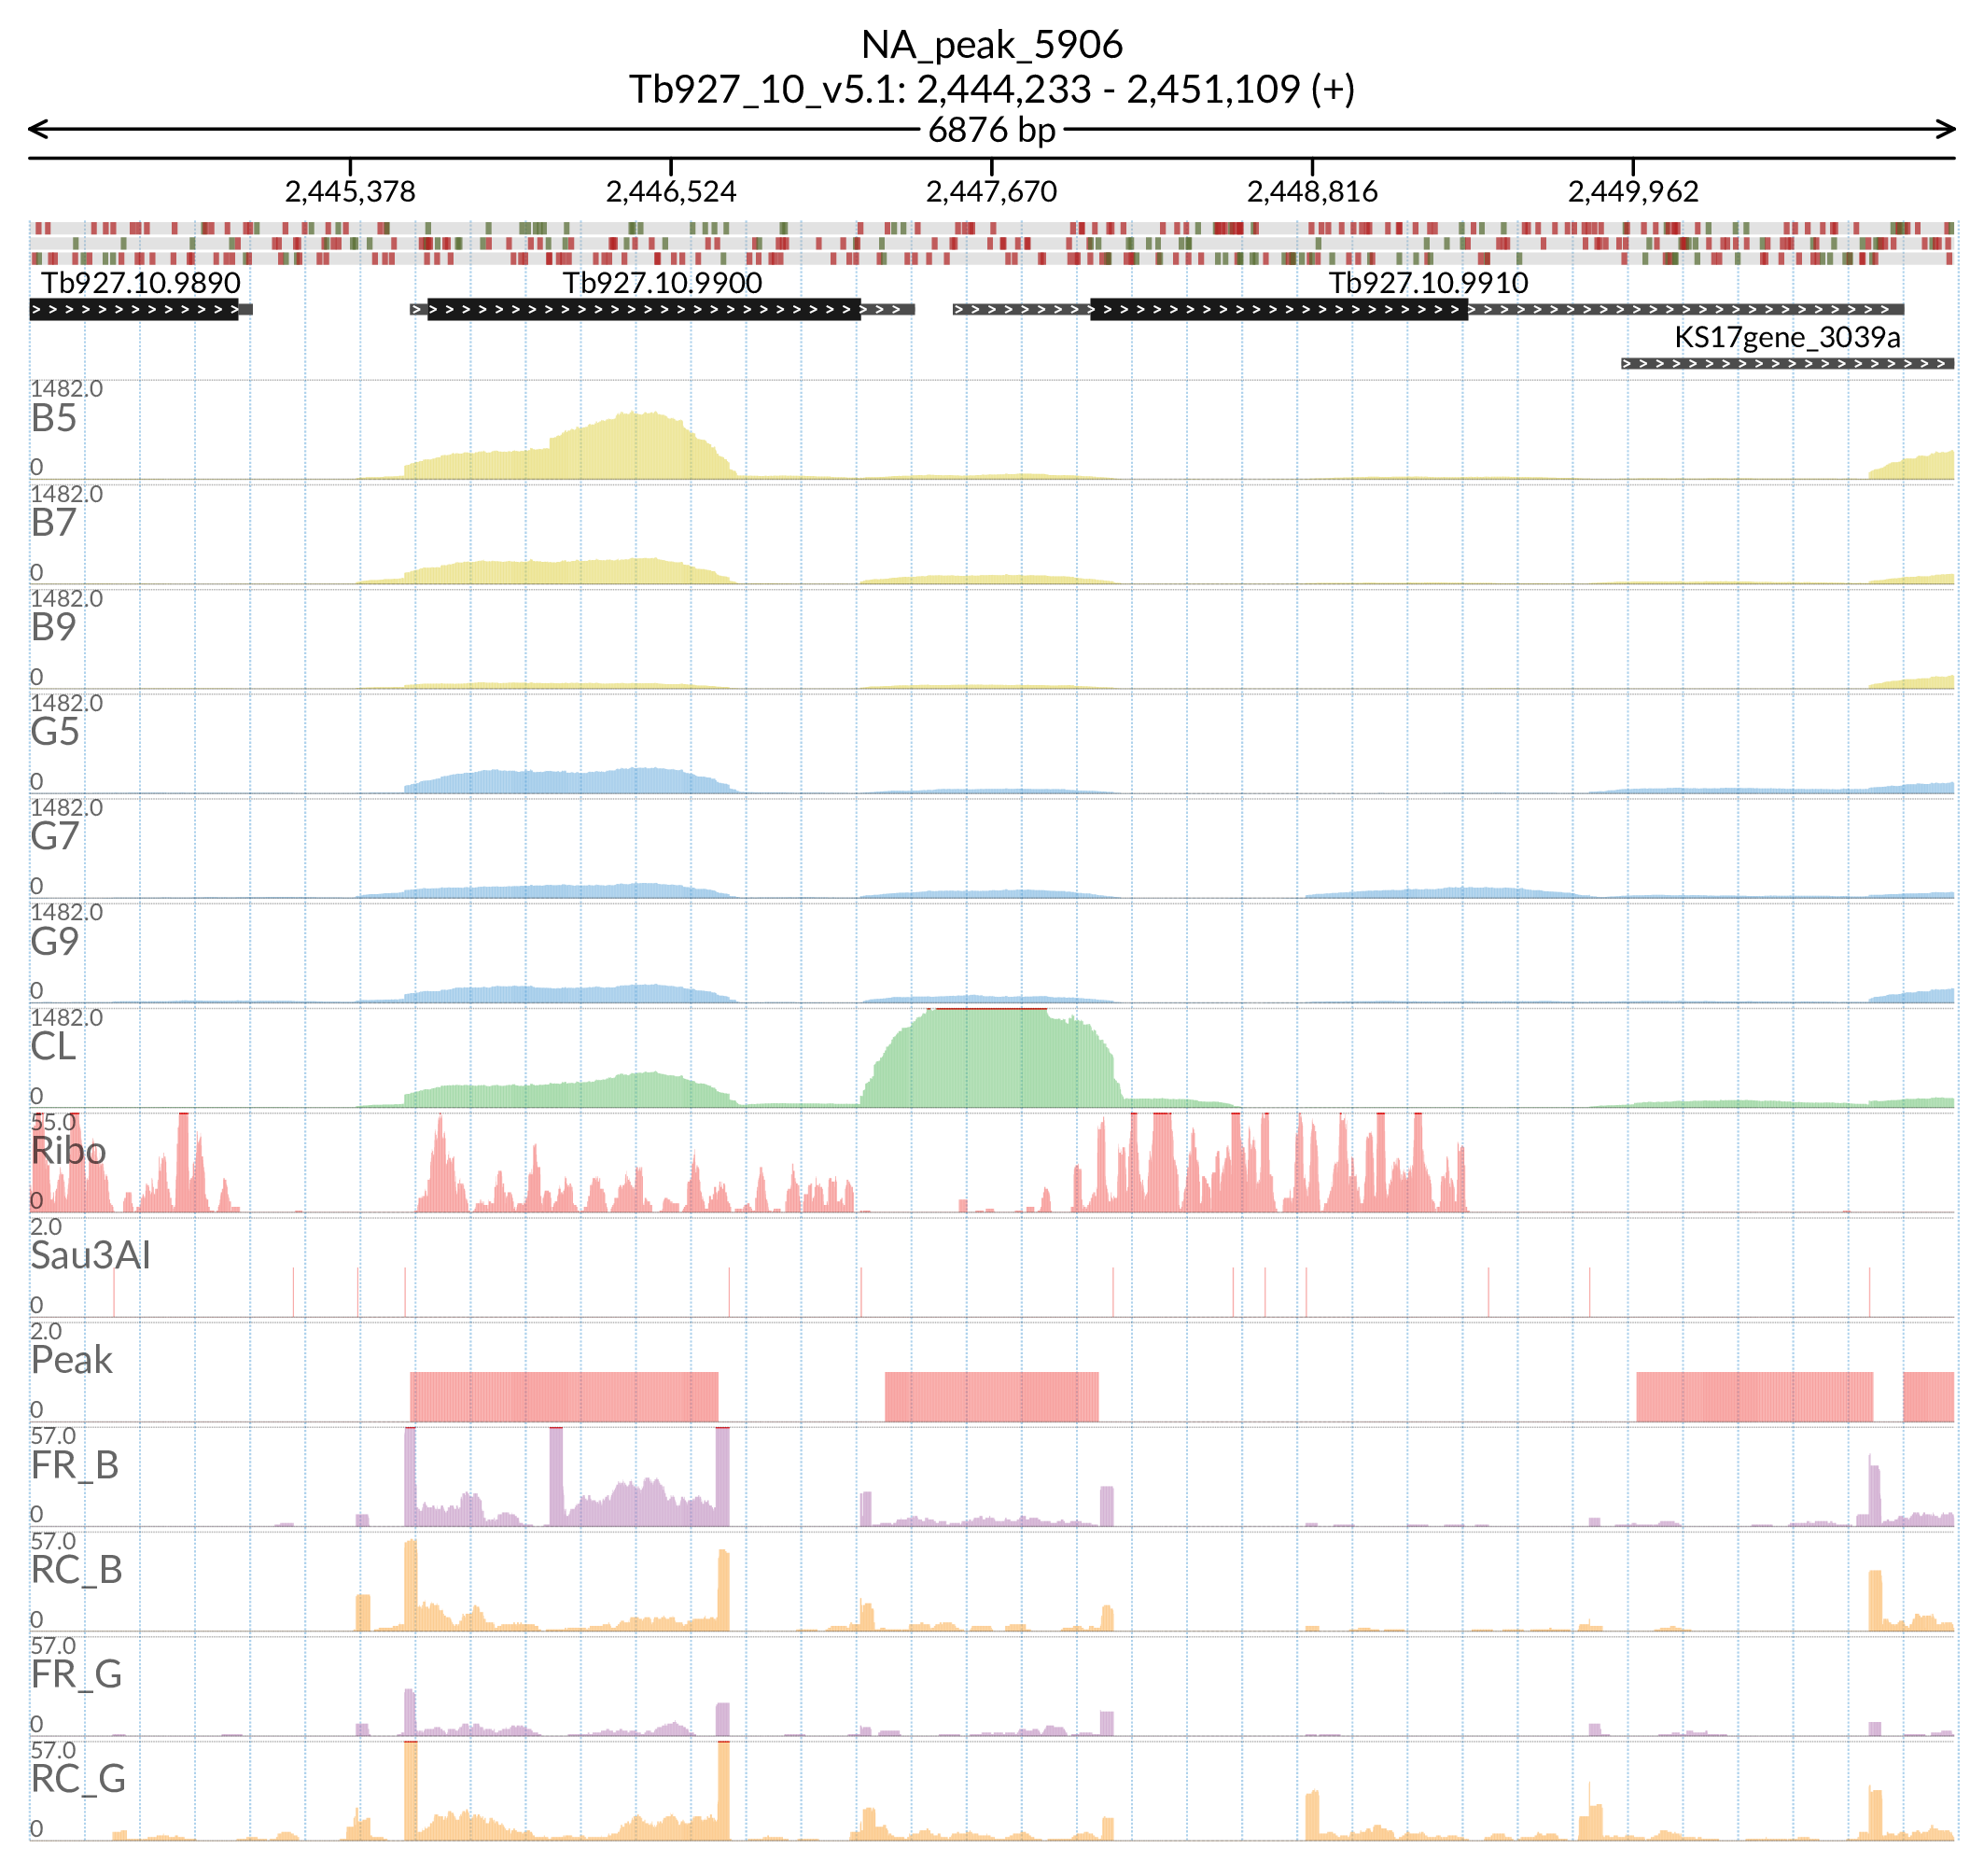 NA_peak_5906
Tb927_10_v5.1: 2,444,233 - 2,451,109 (+)
6876 bp
2,445,378 2,446,524 2,447,670 2,448,816 2,449,962
Tb927.10.9890 Tb927.10.9900 Tb927.10.9910
KS17gene_3039a
1482.0
B5
0
1482.0
B7
0
1482.0
B9
0
1482.0
G5
0
1482.0
G7
0
1482.0
G9
0
1482.0
CL
0
55.0
Ribo
0
2.0
Sau3AI
0
2.0
Peak
0
57.0
FR_B
0
57.0
RC_B
0
57.0
FR_G
0
57.0
RC_G
0